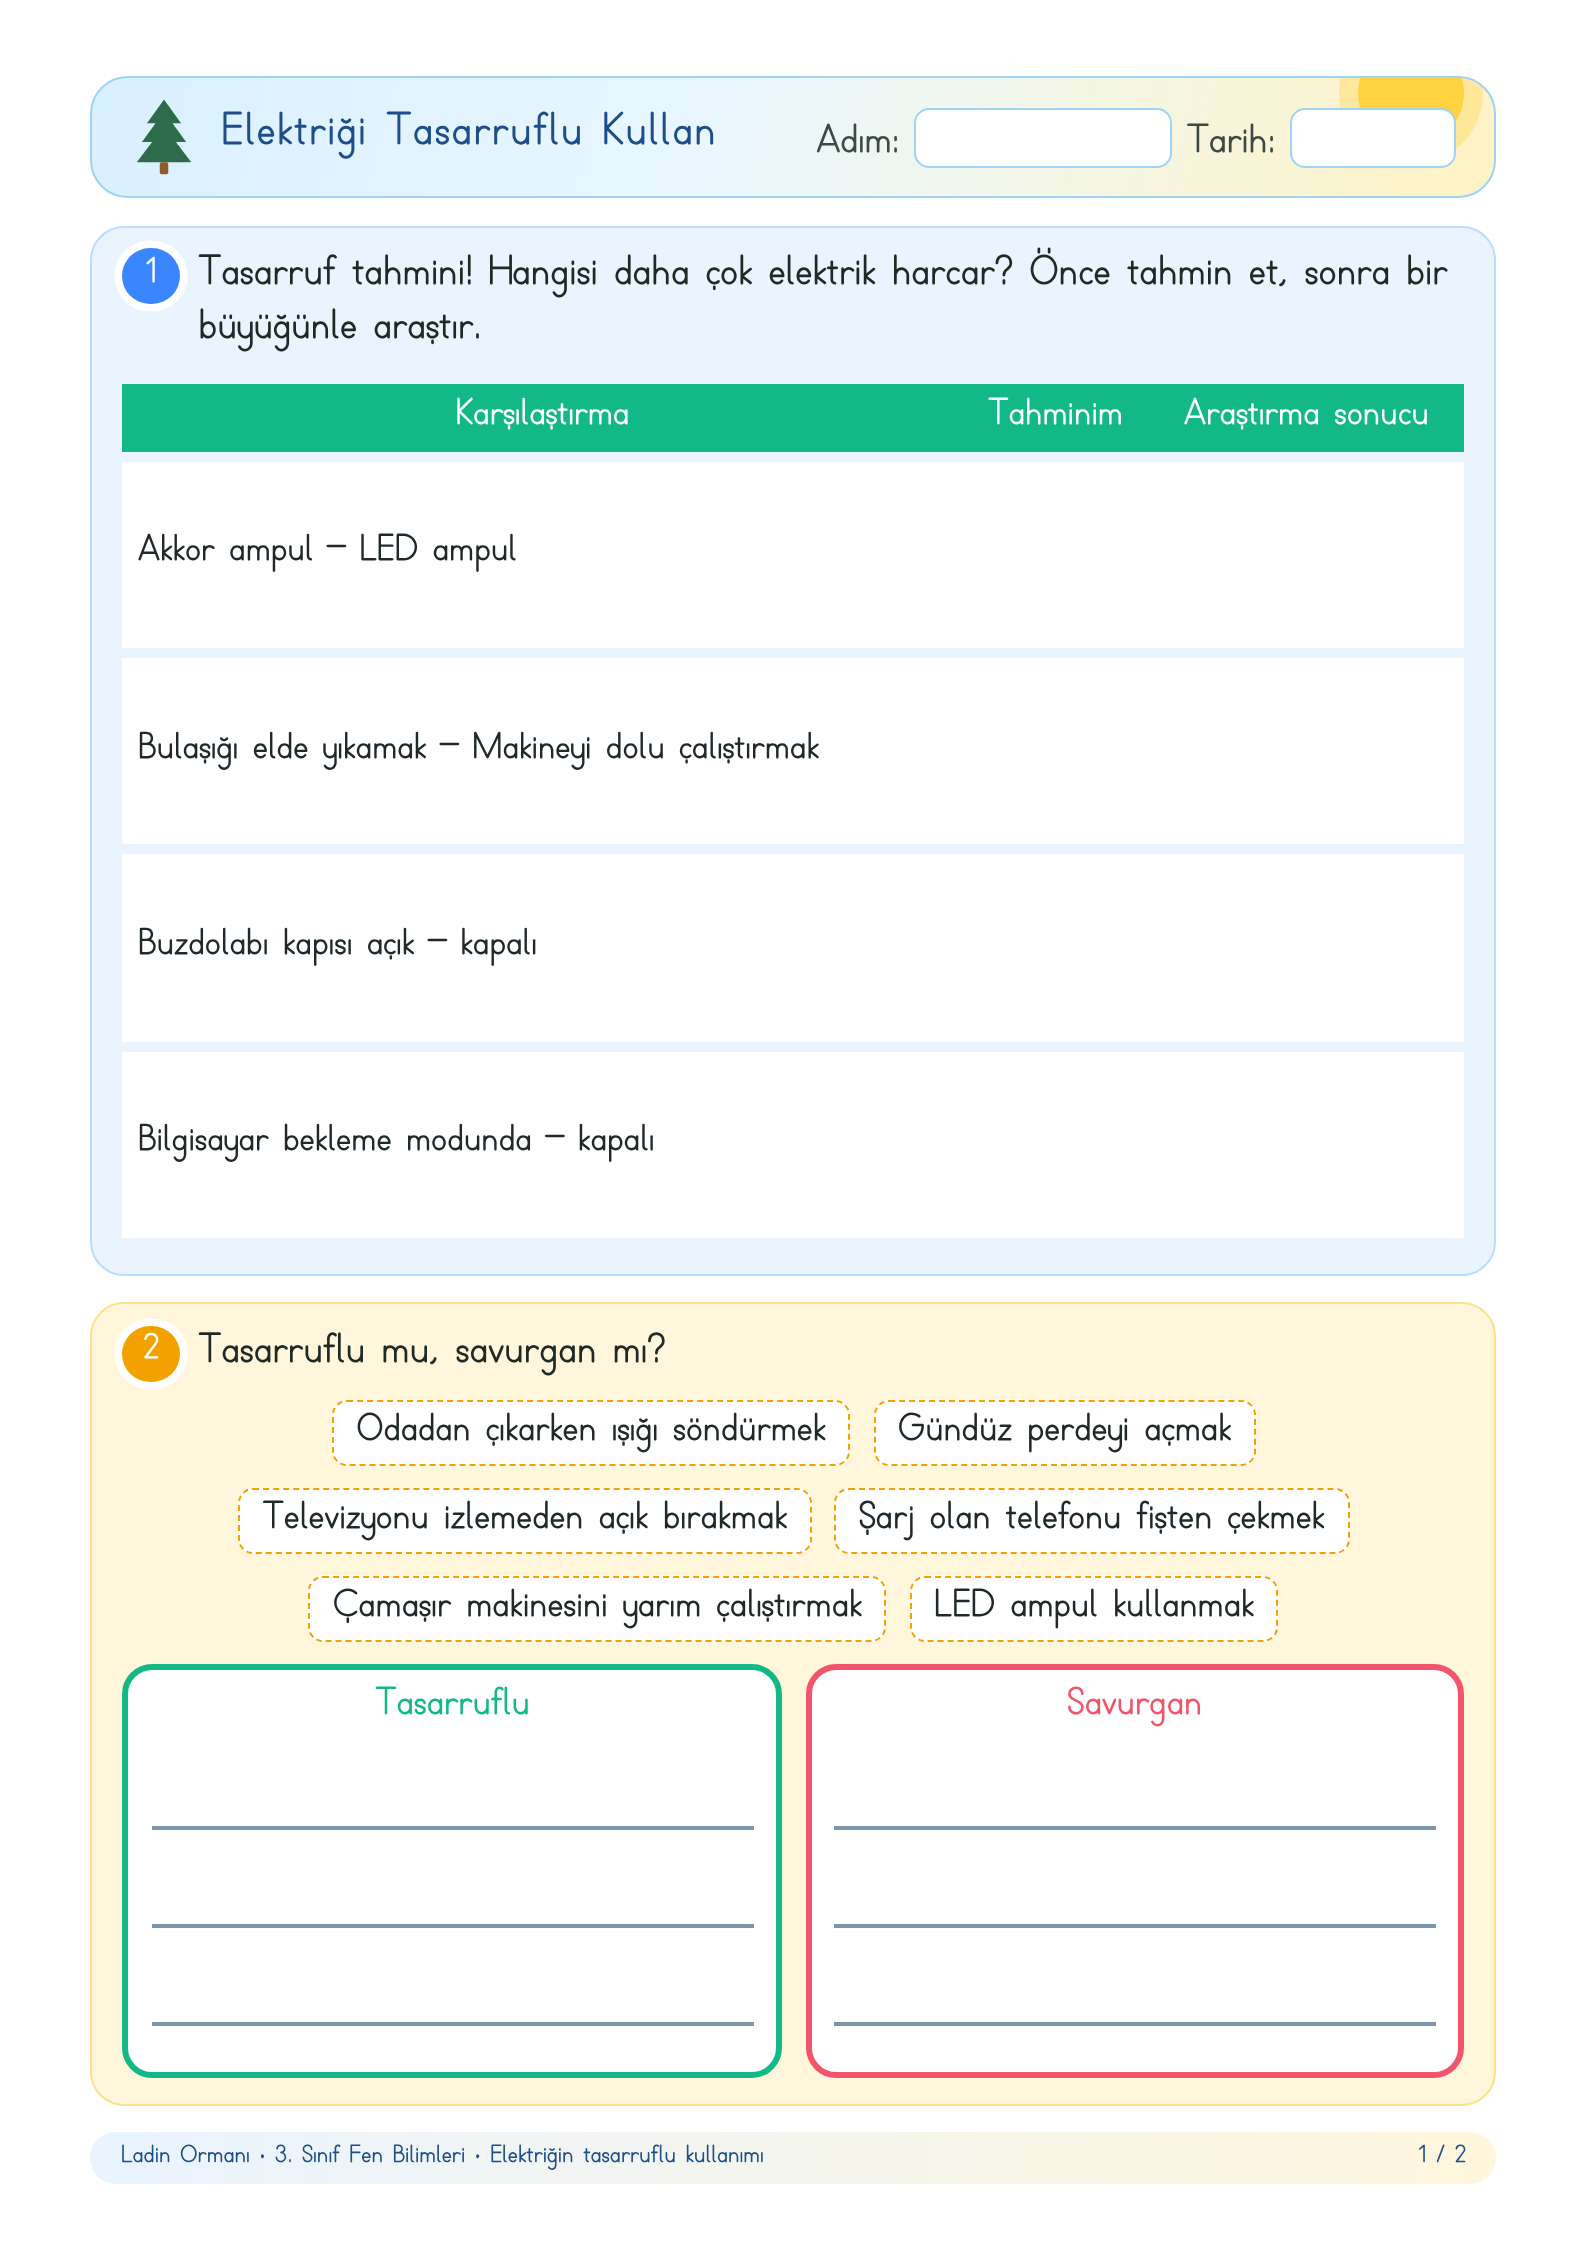 Elektriği Tasarruflu Kullan
Adım:
Tarih:
1
Tasarruf tahmini! Hangisi daha çok elektrik harcar? Önce tahmin et, sonra bir
büyüğünle araştır.
Karşılaştırma Tahminim Araştırma sonucu
Akkor ampul – LED ampul
Bulaşığı elde yıkamak – Makineyi dolu çalıştırmak
Buzdolabı kapısı açık – kapalı
Bilgisayar bekleme modunda – kapalı
2
Tasarruflu mu, savurgan mı?
Odadan çıkarken ışığı söndürmek
Gündüz perdeyi açmak
Televizyonu izlemeden açık bırakmak
Şarj olan telefonu fişten çekmek
Çamaşır makinesini yarım çalıştırmak
LED ampul kullanmak
Tasarruflu
Savurgan
Ladin Ormanı • 3. Sınıf Fen Bilimleri • Elektriğin tasarruflu kullanımı
1 / 2